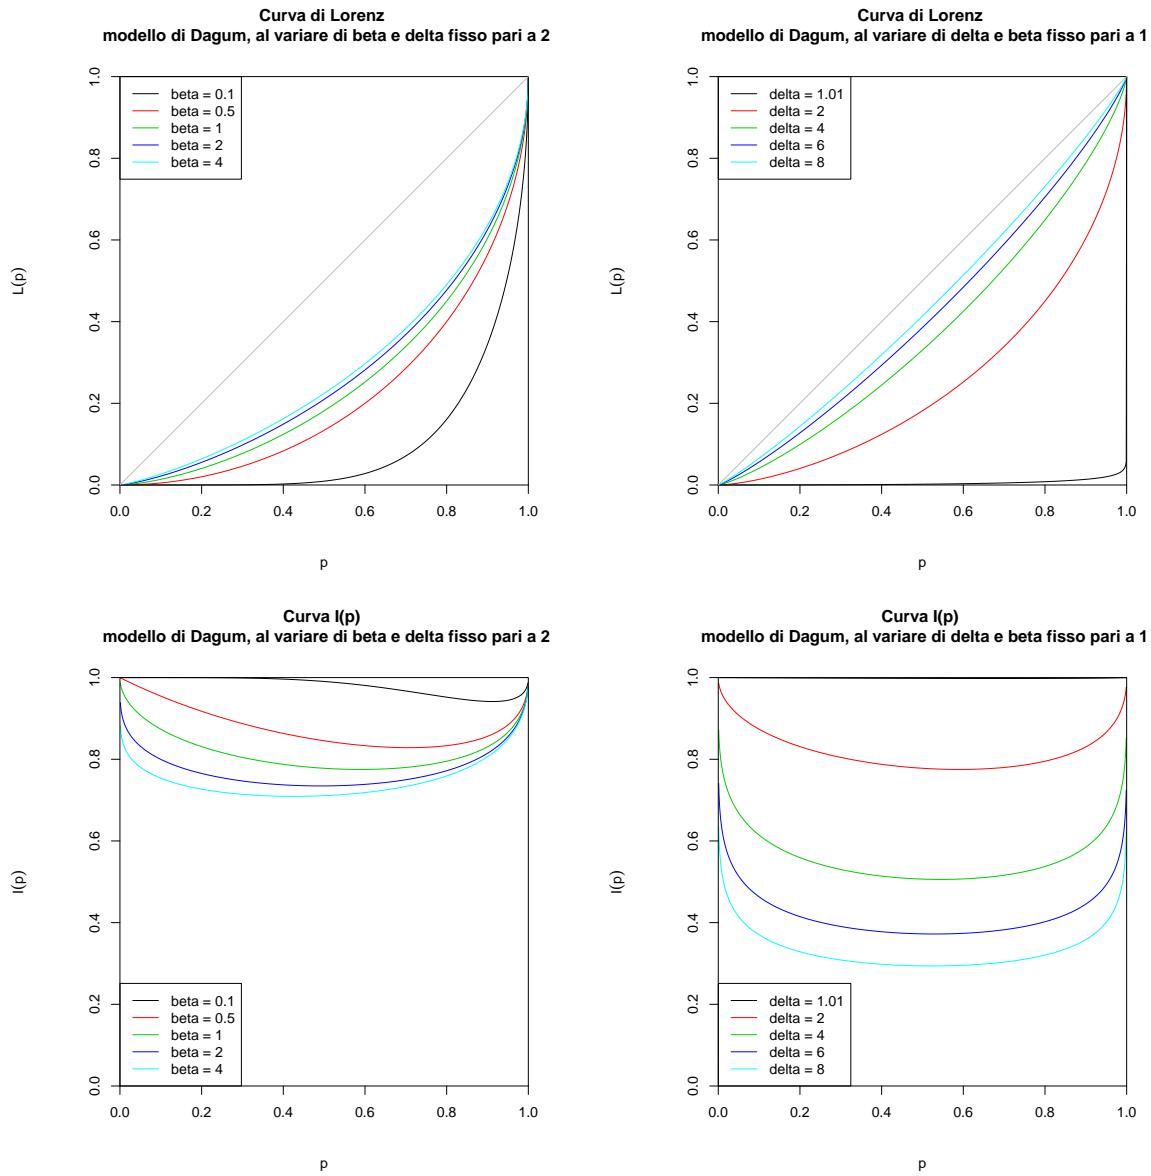 Curva di Lorenz
modello di Dagum, al variare di beta e delta fisso pari a 2
1.0
0.8
0.6
0.4
0.2
0.0
L(p)
beta = 0.1
beta = 0.5
beta = 1
beta = 2
beta = 4
0.0 0.2 0.4 0.6 0.8 1.0
p
Curva di Lorenz
modello di Dagum, al variare di delta e beta fisso pari a 1
1.0
0.8
0.6
0.4
0.2
0.0
L(p)
delta = 1.01
delta = 2
delta = 4
delta = 6
delta = 8
0.0 0.2 0.4 0.6 0.8 1.0
p
Curva I(p)
modello di Dagum, al variare di beta e delta fisso pari a 2
1.0
0.8
0.6
0.4
0.2
0.0
I(p)
beta = 0.1
beta = 0.5
beta = 1
beta = 2
beta = 4
0.0 0.2 0.4 0.6 0.8 1.0
p
Curva I(p)
modello di Dagum, al variare di delta e beta fisso pari a 1
1.0
0.8
0.6
0.4
0.2
0.0
I(p)
delta = 1.01
delta = 2
delta = 4
delta = 6
delta = 8
0.0 0.2 0.4 0.6 0.8 1.0
p